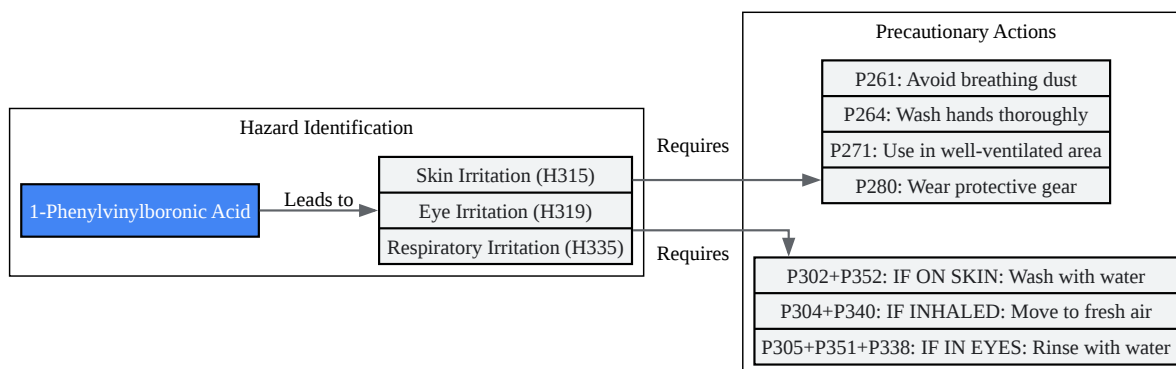 Hazard Identification
1-Phenylvinylboronic Acid
Leads to
Skin Irritation (H315)
Eye Irritation (H319)
Respiratory Irritation (H335)
Requires
Requires
Precautionary Actions
P261: Avoid breathing dust
P264: Wash hands thoroughly
P271: Use in well-ventilated area
P280: Wear protective gear
P302+P352: IF ON SKIN: Wash with water
P304+P340: IF INHALED: Move to fresh air
P305+P351+P338: IF IN EYES: Rinse with water